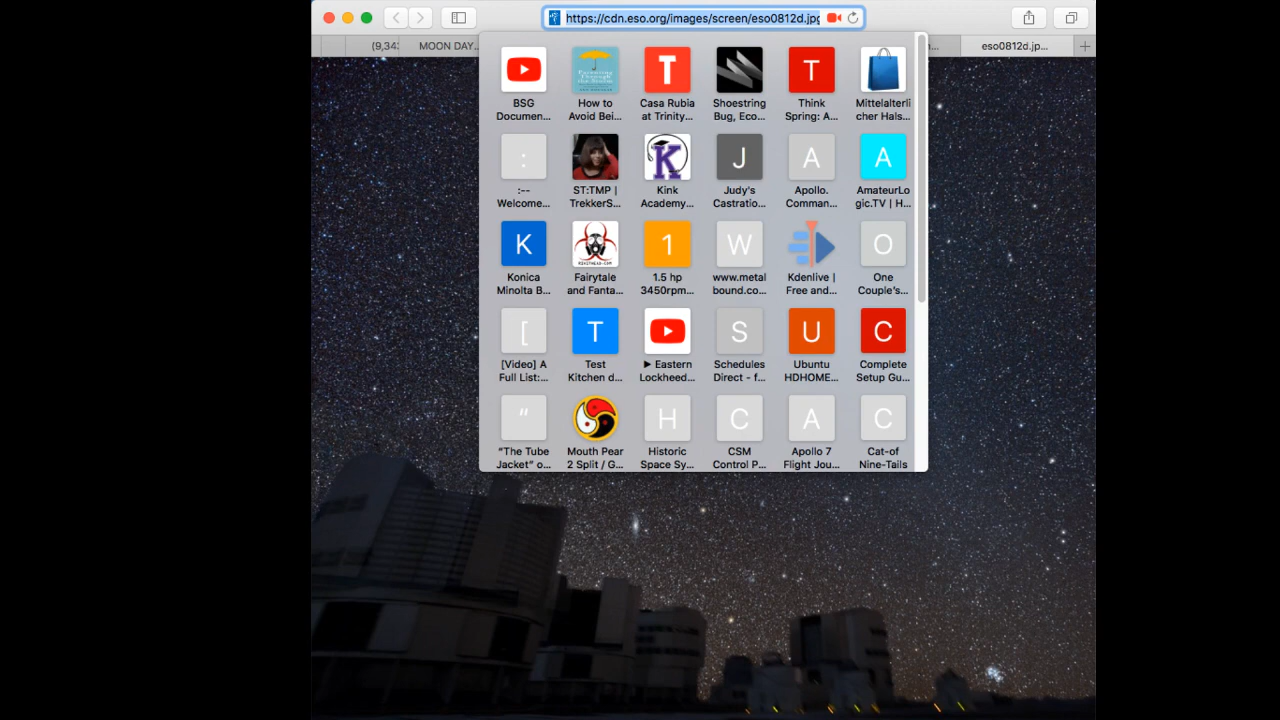 https://cdn.eso.org/images/screen/eso0812d.jpg
(9,34:
MOON DAY...
eso0812d.jp...
T
T
BSG
Documen...
How to
Avoid Bei...
Casa Rubia
at Trinity...
Shoestring
Bug, Eco...
Think
Spring: A...
Mittelalterli
cher Hals...
:
K
J
A
A
:--
Welcome...
ST:TMP |
TrekkerS...
Kink
Academy...
Judy's
Castratio...
Apollo.
Comman...
AmateurLo
gic.TV | H...
K
1
W
O
Konica
Minolta B...
Fairytale
and Fanta...
1.5 hp
3450rpm...
www.metal
bound.co...
Kdenlive |
Free and...
One
Couple's...
[
T
S
U
C
[Video] A
Full List:...
Test
Kitchen d...
► Eastern
Lockheed...
Schedules
Direct - f...
Ubuntu
HDHOME...
Complete
Setup Gu...
“
H
C
A
C
"The Tube
Jacket" o...
Mouth Pear
2 Split / G...
Historic
Space Sy...
CSM
Control P...
Apollo 7
Flight Jou...
Cat-of
Nine-Tails